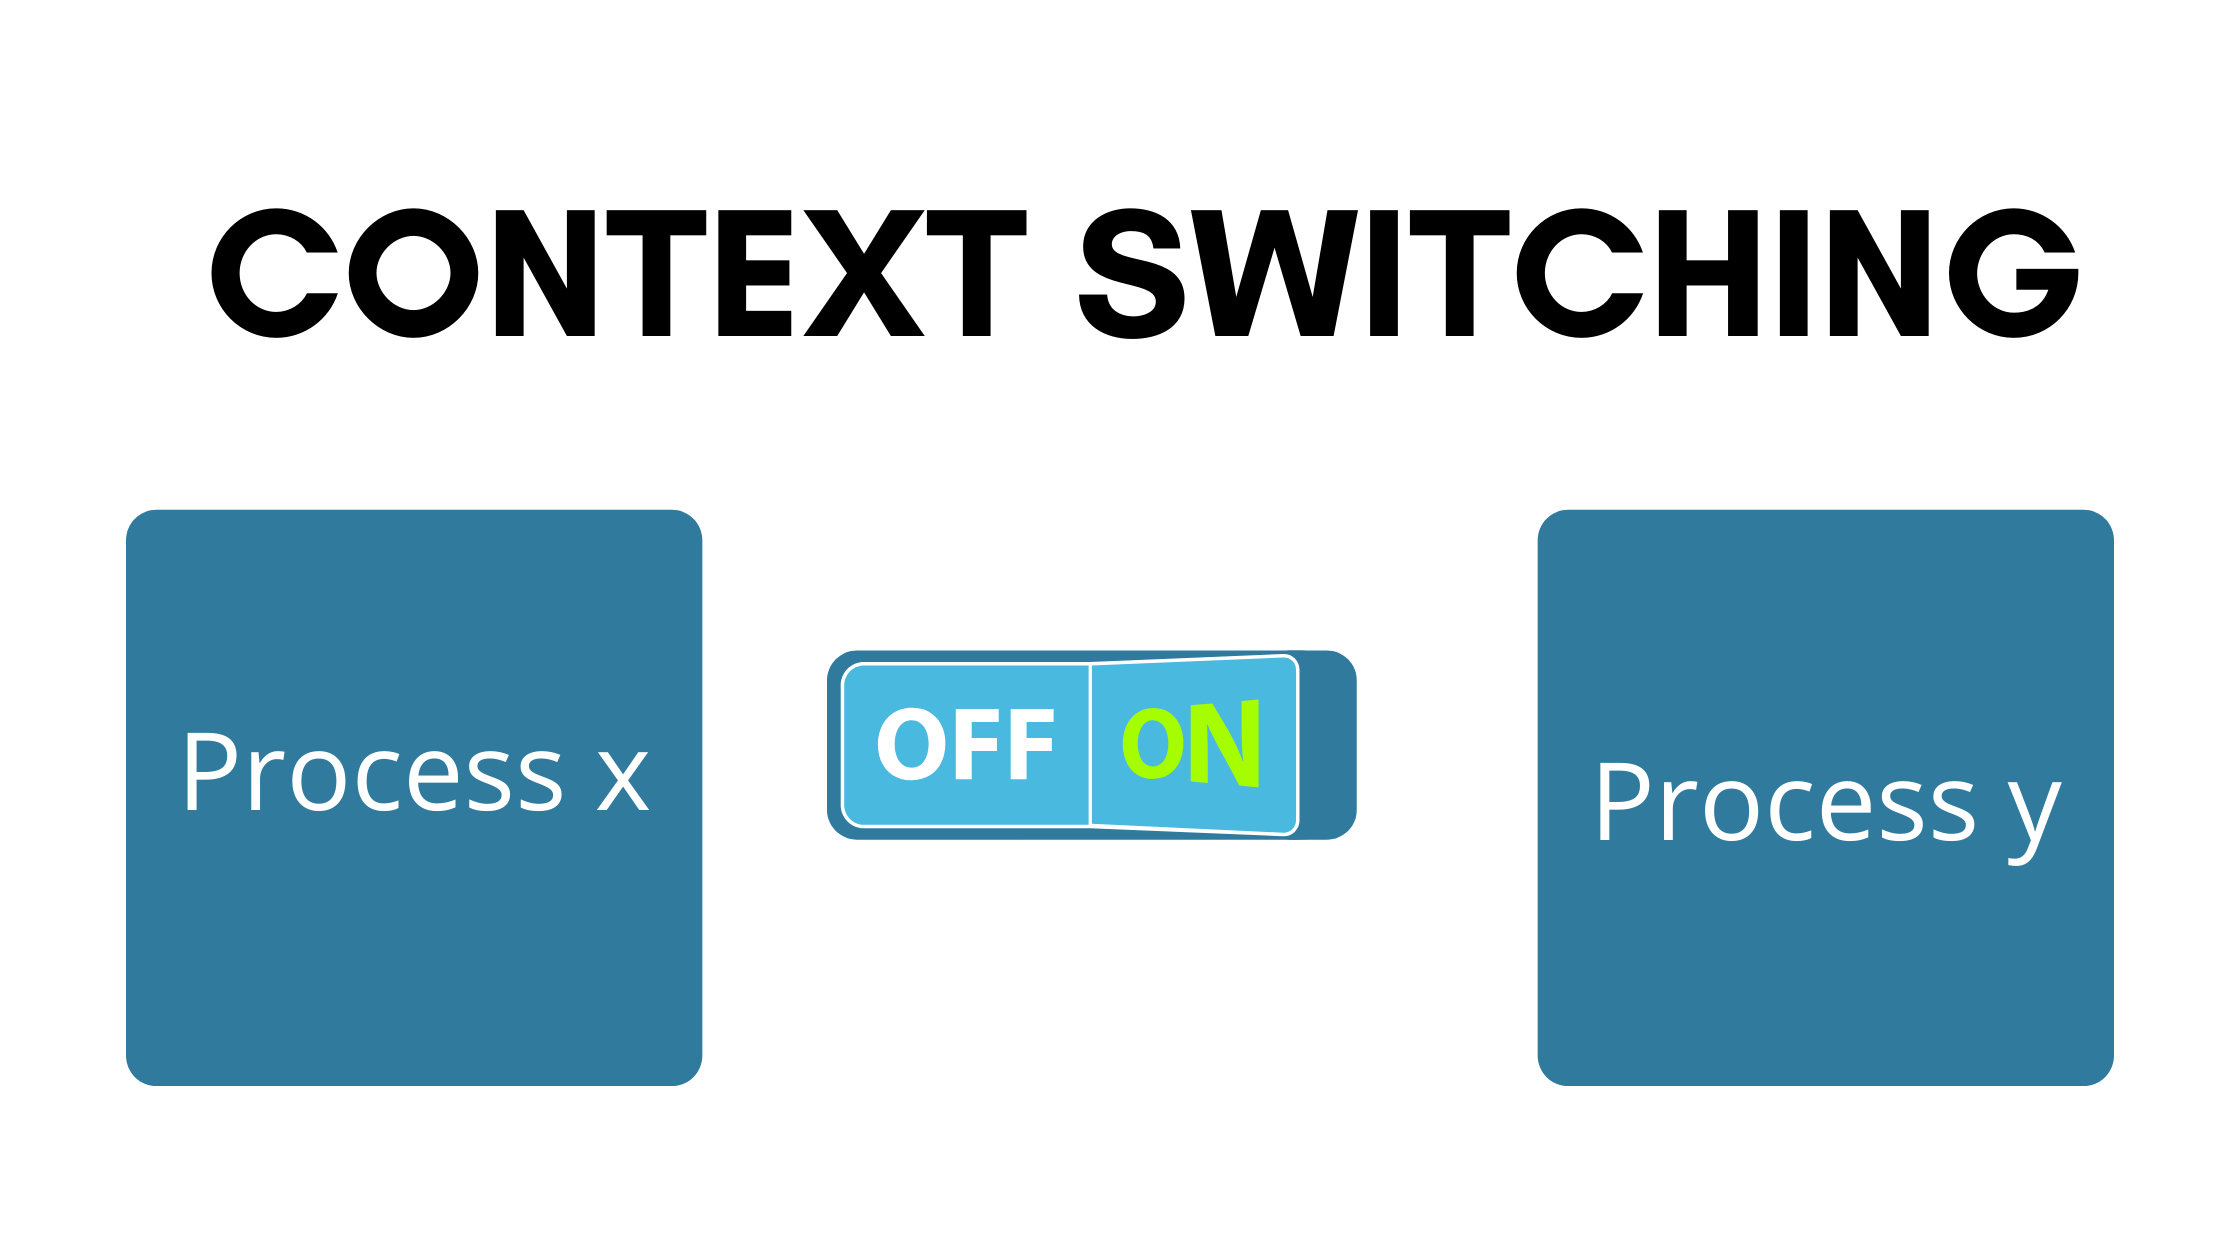 CONTEXT SWITCHING
Process x
OFF ON
Process y